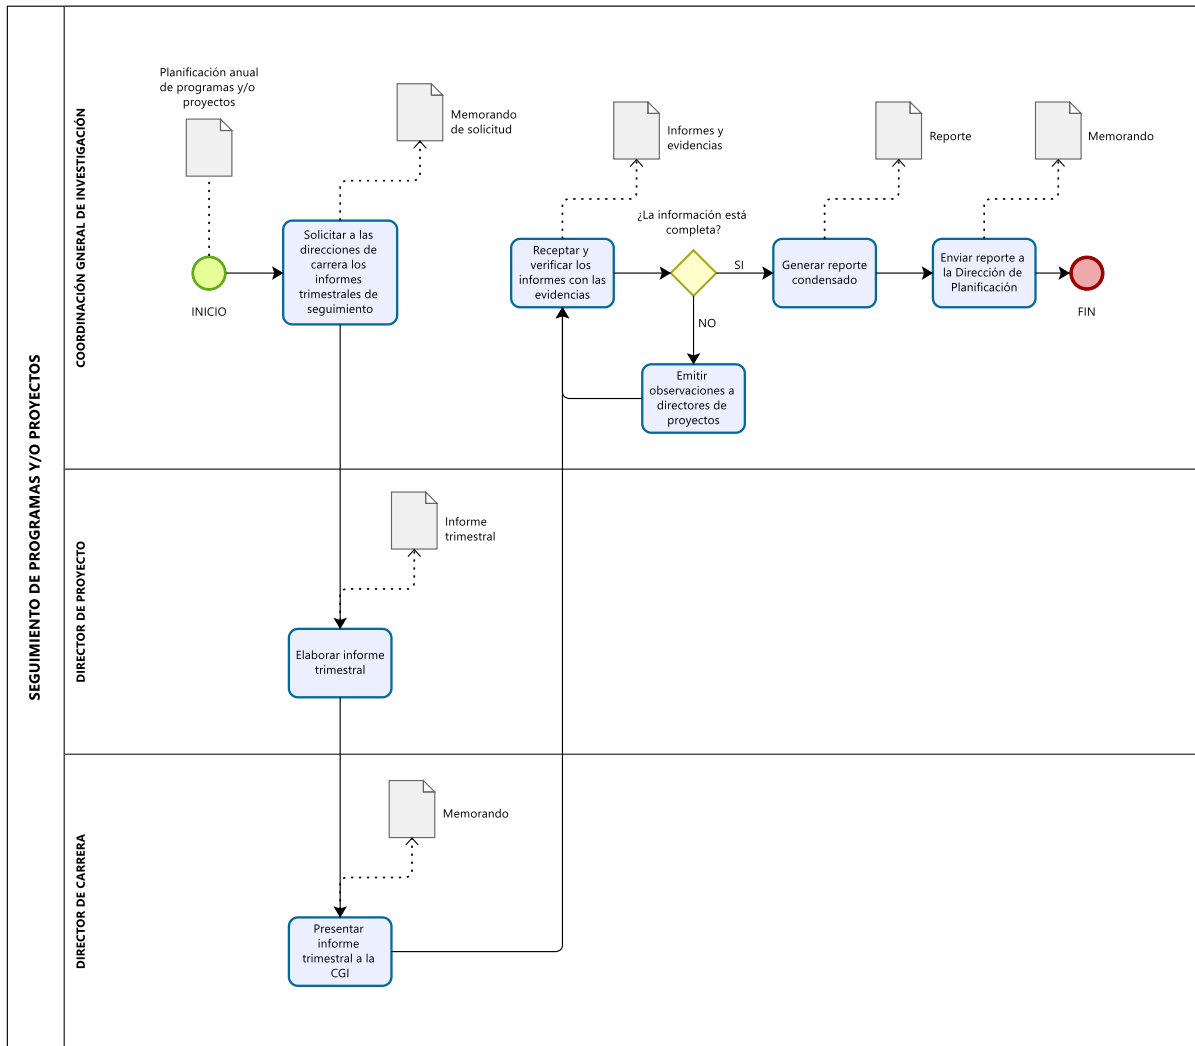 SEGUIMIENTO DE PROGRAMAS Y/O PROYECTOS
COORDINACIÓN GNERAL DE INVESTIGACIÓN
Planificación anual
de programas y/o
proyectos
INICIO
Memorando
de solicitud
Solicitar a las
direcciones de
carrera los
informes
trimestrales de
seguimiento
Informes y
evidencias
Receptar y
verificar los
informes con las
evidencias
¿La información está
completa?
SI
NO
Emitir
observaciones a
directores de
proyectos
Reporte
Generar reporte
condensado
Memorando
Enviar reporte a
la Dirección de
Planificación
FIN
DIRECTOR DE PROYECTO
Informe
trimestral
Elaborar informe
trimestral
DIRECTOR DE CARRERA
Memorando
Presentar
informe
trimestral a la
CGI